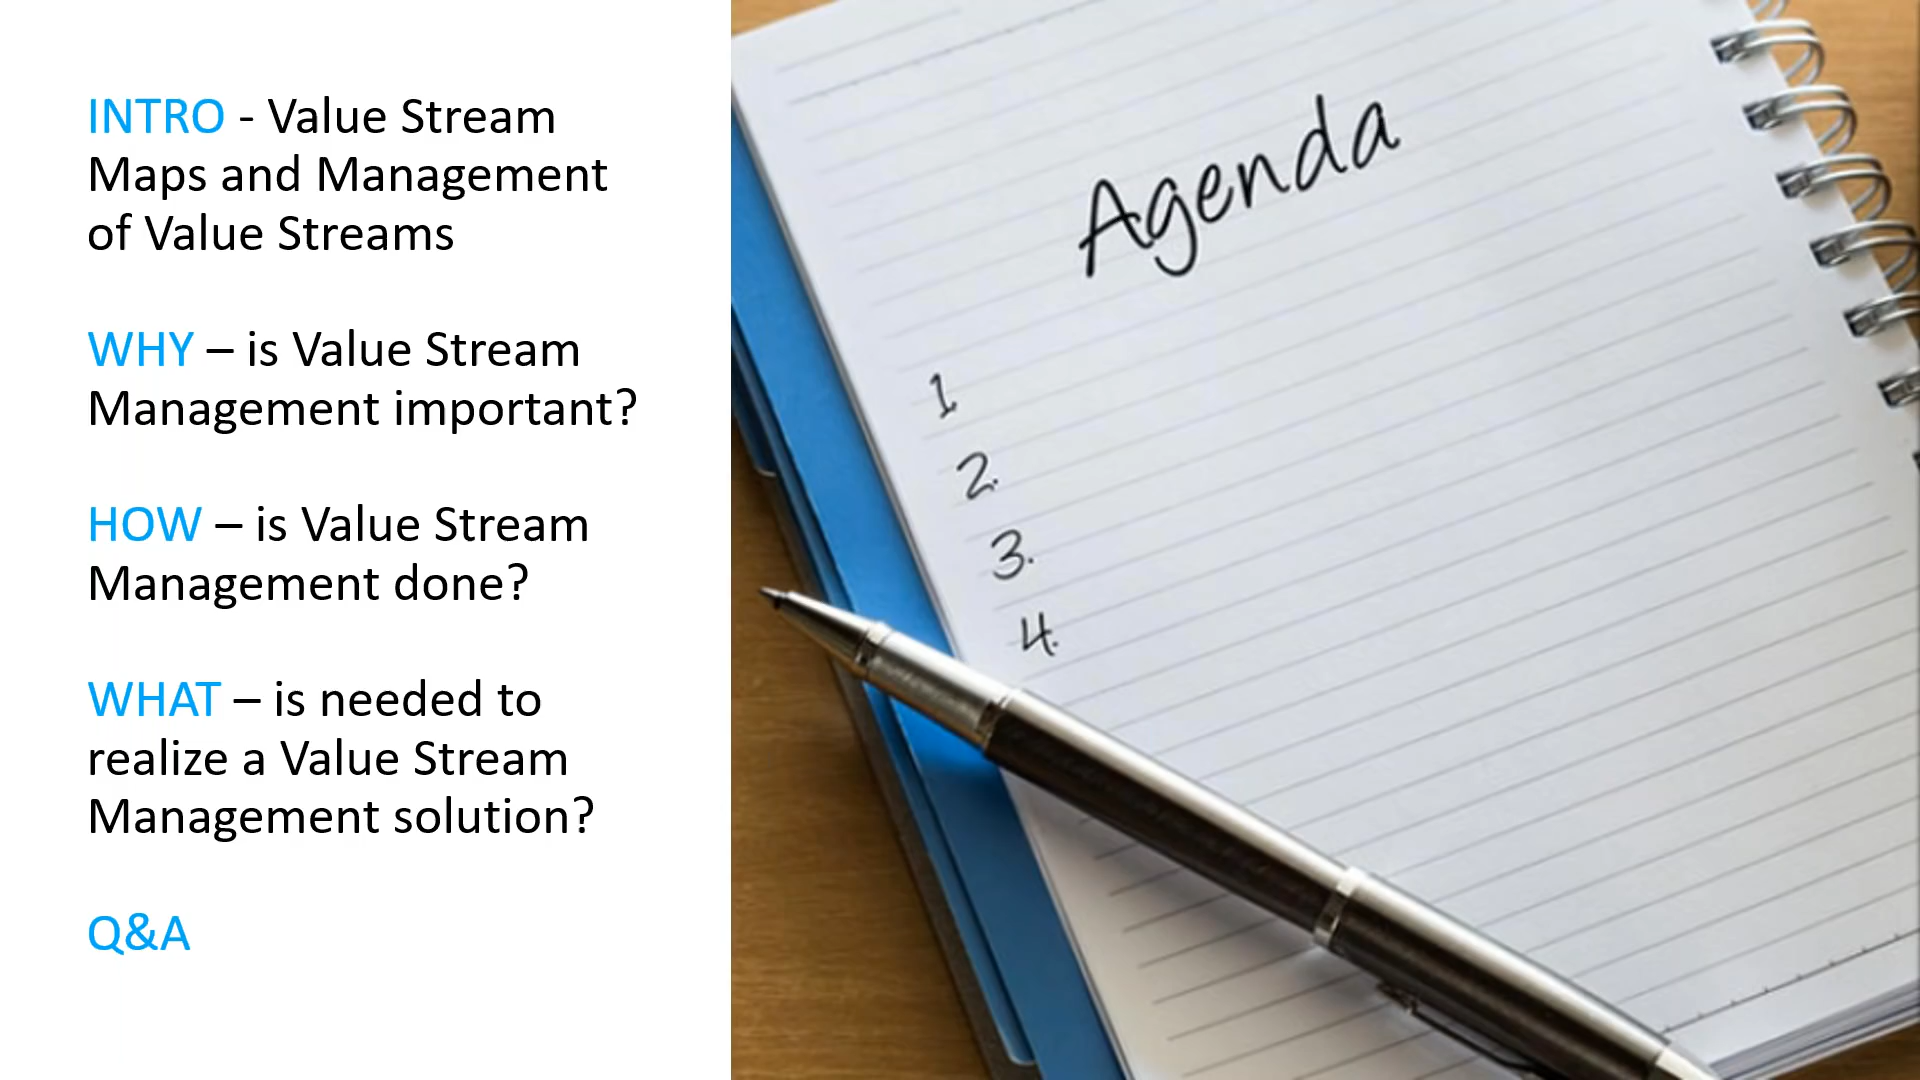 INTRO - Value Stream
Maps and Management
of Value Streams
WHY – is Value Stream
Management important?
HOW – is Value Stream
Management done?
WHAT – is needed to
realize a Value Stream
Management solution?
Q&A
Agenda
1
2.
3.
4.